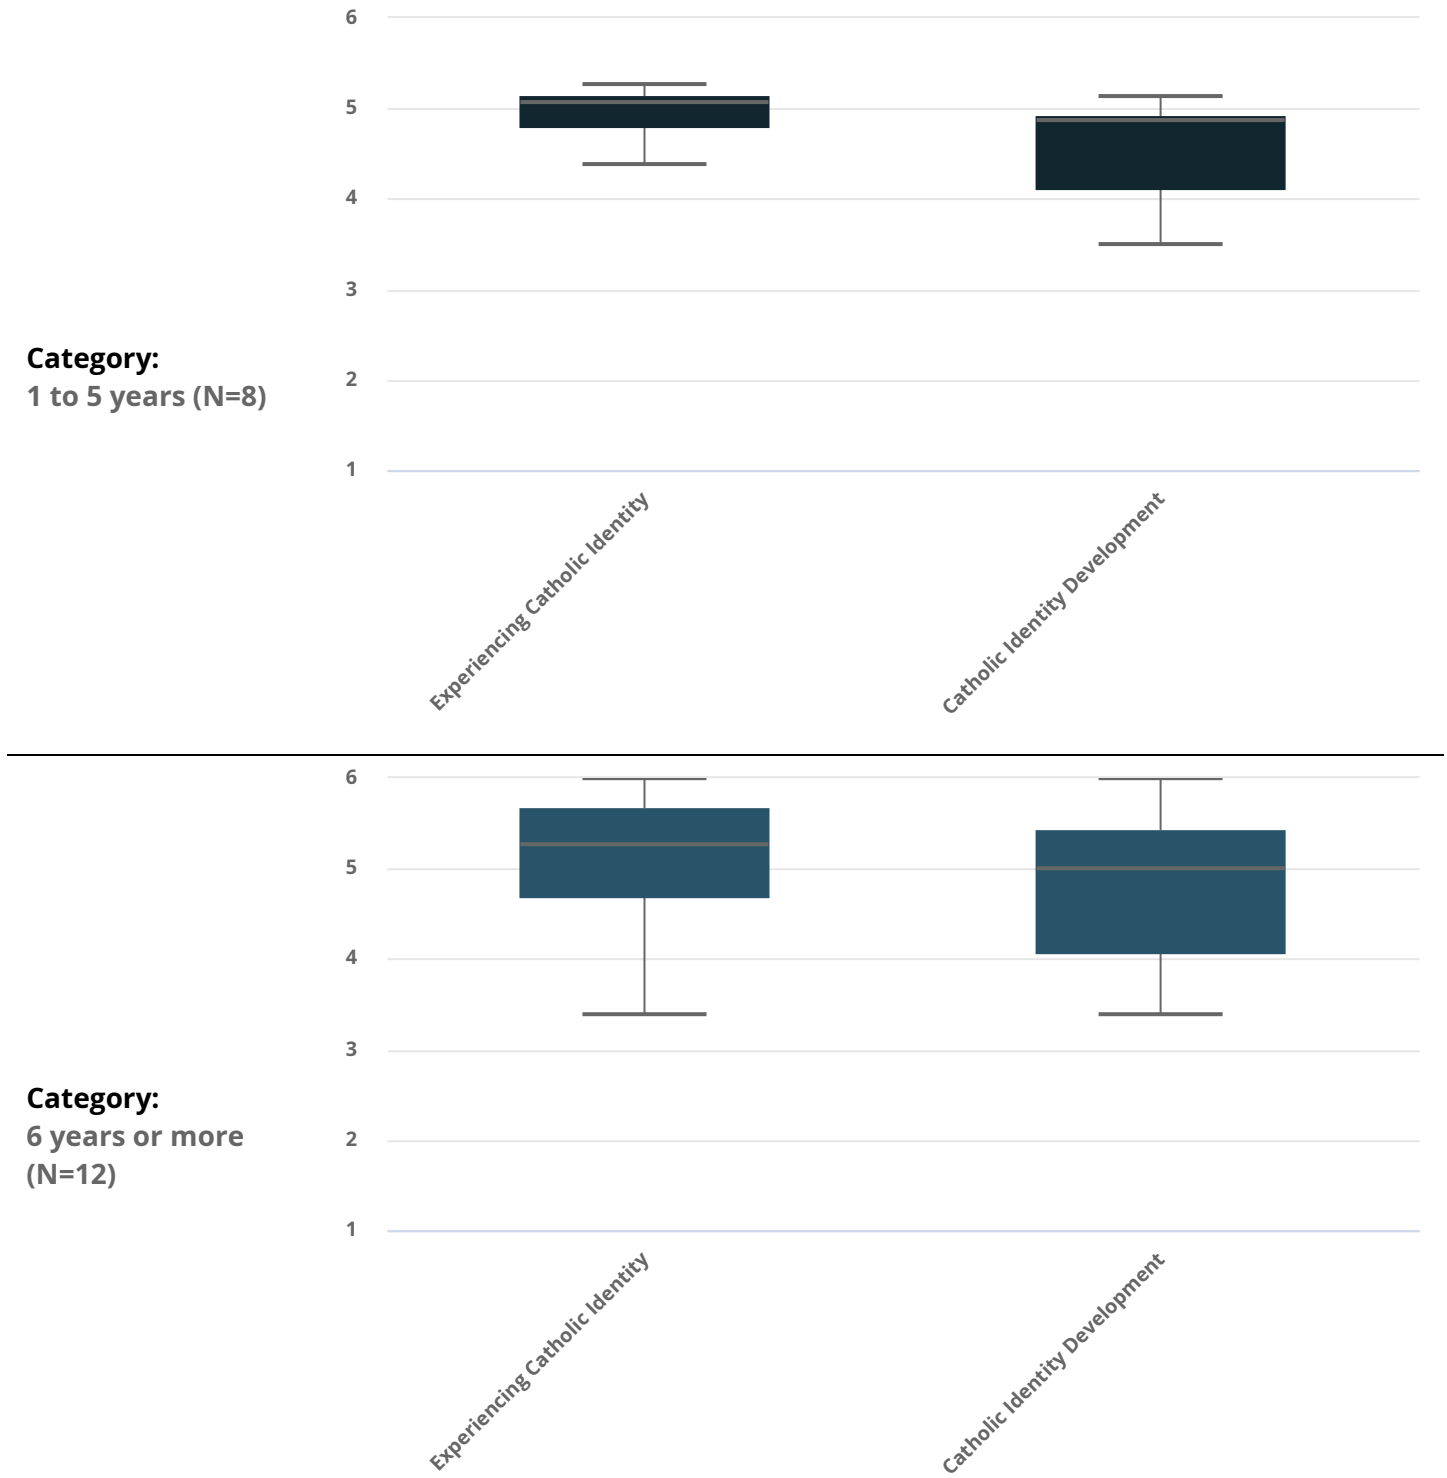 6
5
4
3
2
1
Category:
1 to 5 years (N=8)
Experiencing Catholic Identity
Catholic Identity Development
6
5
4
3
2
1
Category:
6 years or more
(N=12)
Experiencing Catholic Identity
Catholic Identity Development